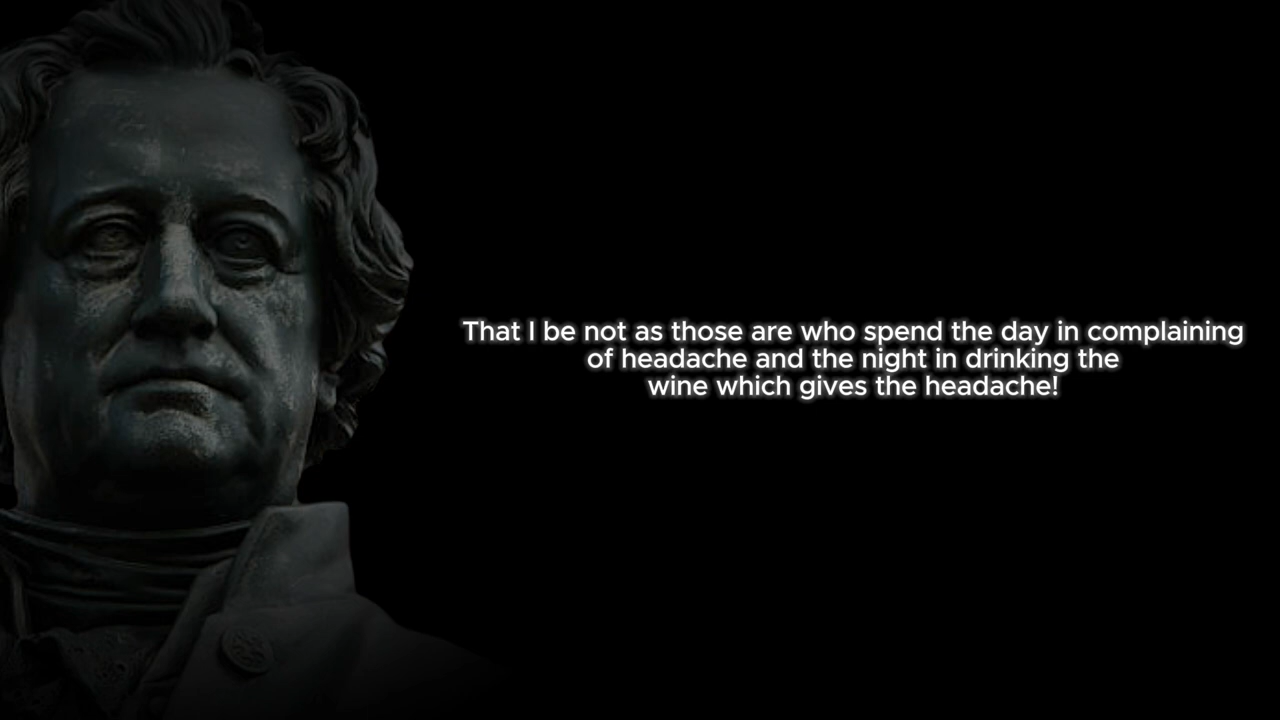 That I be not as those are who spend the day in complaining
of headache and the night in drinking the
wine which gives the headache!